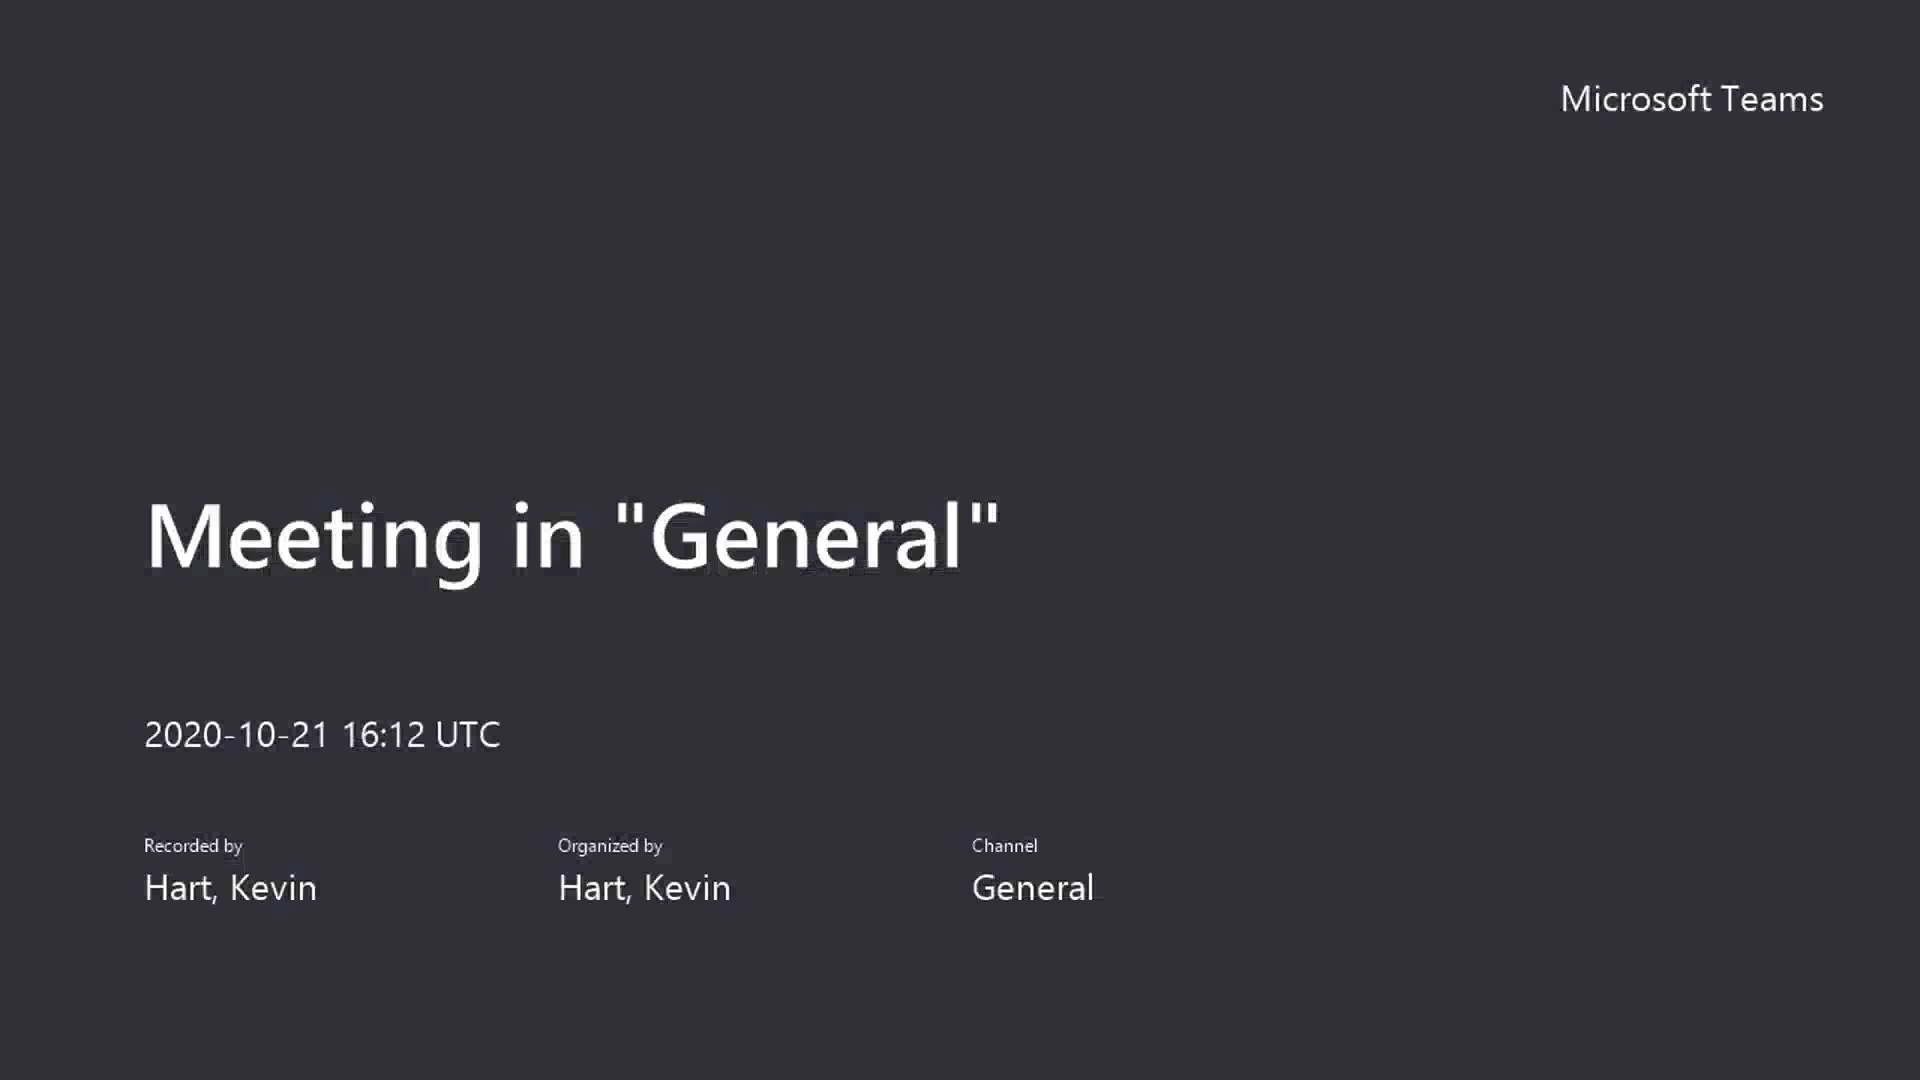 Microsoft Teams
Meeting in "General"
2020-10-21 16:12 UTC
Recorded by
Hart, Kevin
Organized by
Hart, Kevin
Channel
General